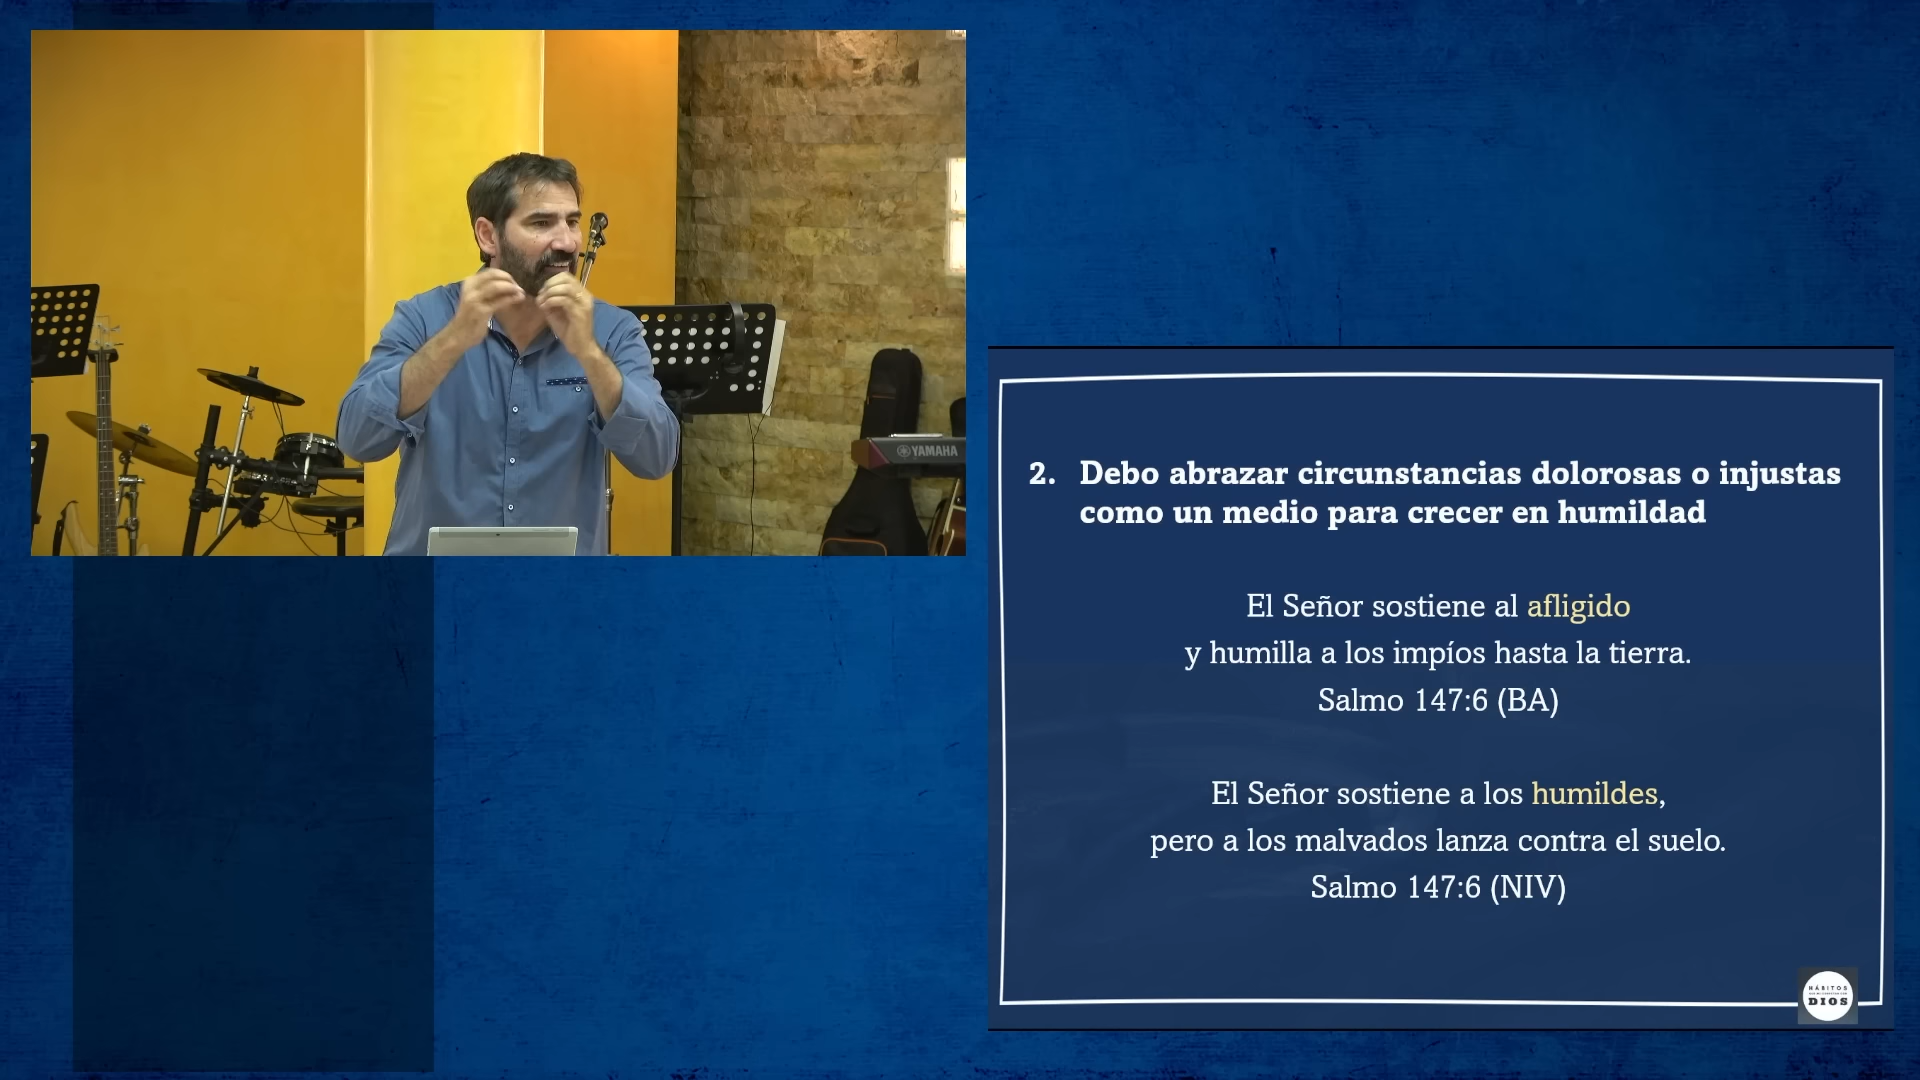 YAMAHA
2. Debo abrazar circunstancias dolorosas o injustas
como un medio para crecer en humildad
El Señor sostiene al afligido
y humilla a los impíos hasta la tierra.
Salmo 147:6 (BA)
El Señor sostiene a los humildes,
pero a los malvados lanza contra el suelo.
Salmo 147:6 (NIV)
HÁBITOS
DIOS